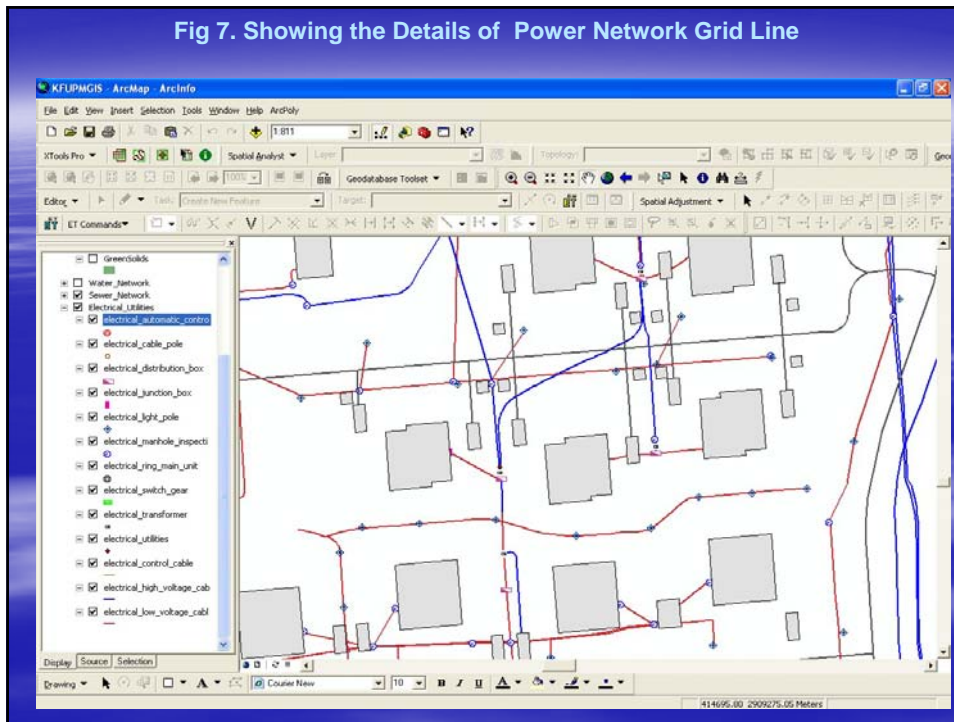 Fig 7. Showing the Details of  Power Network Grid Line
KFUPMGIS - ArcMap - ArcInfo
File Edit View Insert Selection Tools Window Help ArcPoly
1:811
XTools Pro Spatial Analyst Layer: Topology:
100% Geodatabase Toolset
Editor Task: Create New Feature Target: Spatial Adjustment
ET Commands
GreenSolids
Water_Network
Sewer_Network
Electrical_Utilities
electrical_automatic_contro
electrical_cable_pole
electrical_distribution_box
electrical_junction_box
electrical_light_pole
electrical_manhole_inspecti
electrical_ring_main_unit
electrical_switch_gear
electrical_transformer
electrical_utilities
electrical_control_cable
electrical_high_voltage_cab
electrical_low_voltage_cabl
Display Source Selection
Drawing A Courier New 10 B I U A
414695.00 2909275.05 Meters